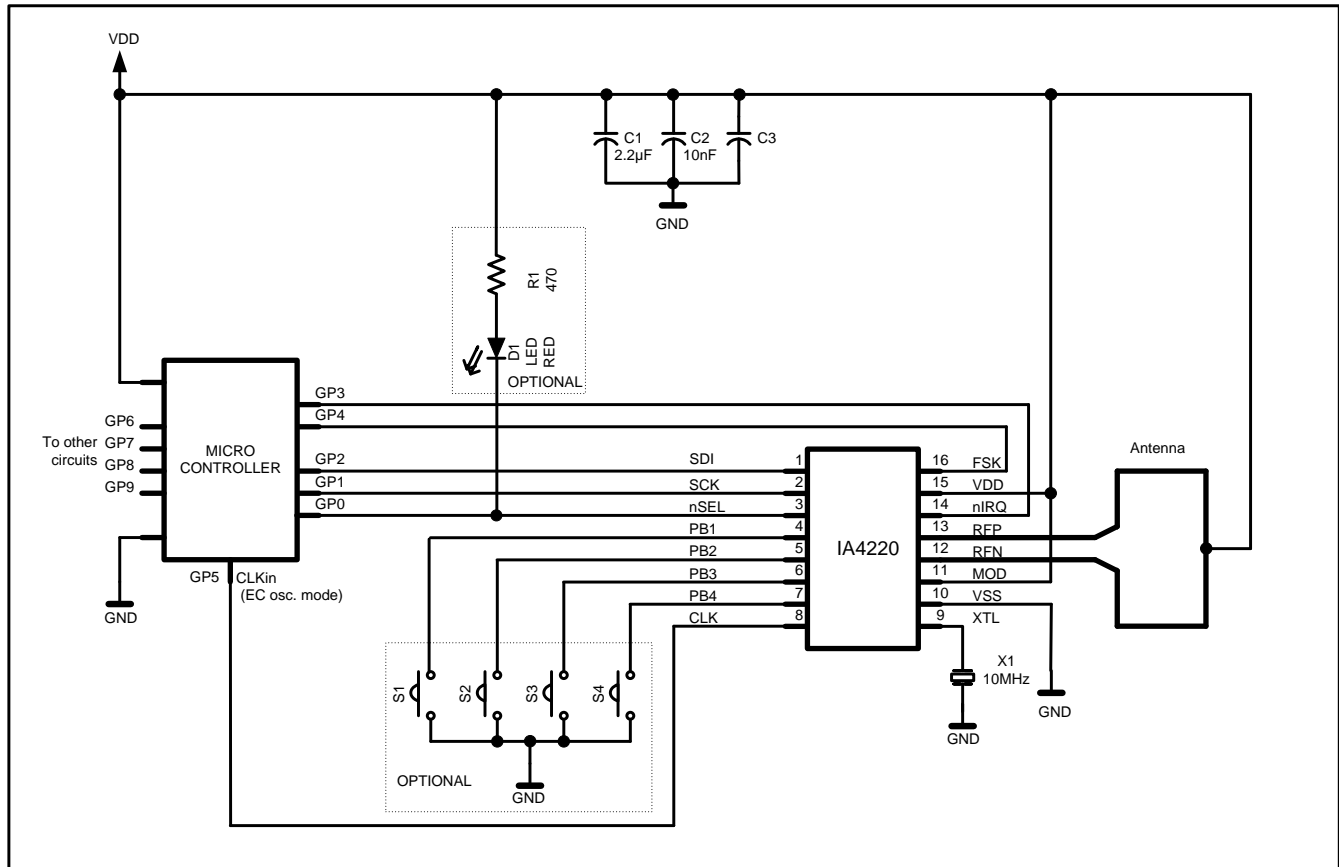 VDD
C1
2.2µF
C2
10nF
C3
GND
R1
470
D1
LED
RED
OPTIONAL
GP3
GP4
GP6
To other
circuits
GP7
GP8
GP9
MICRO
CONTROLLER
GP2
GP1
GP0
SDI
SCK
nSEL
PB1
PB2
PB3
PB4
CLK
1
2
3
4
5
6
7
8
IA4220
16
15
14
13
12
11
10
9
FSK
VDD
nIRQ
RFP
RFN
MOD
VSS
XTL
Antenna
GP5
CLKin
(EC osc. mode)
GND
S1
S2
S3
S4
OPTIONAL
GND
X1
10MHz
GND
GND